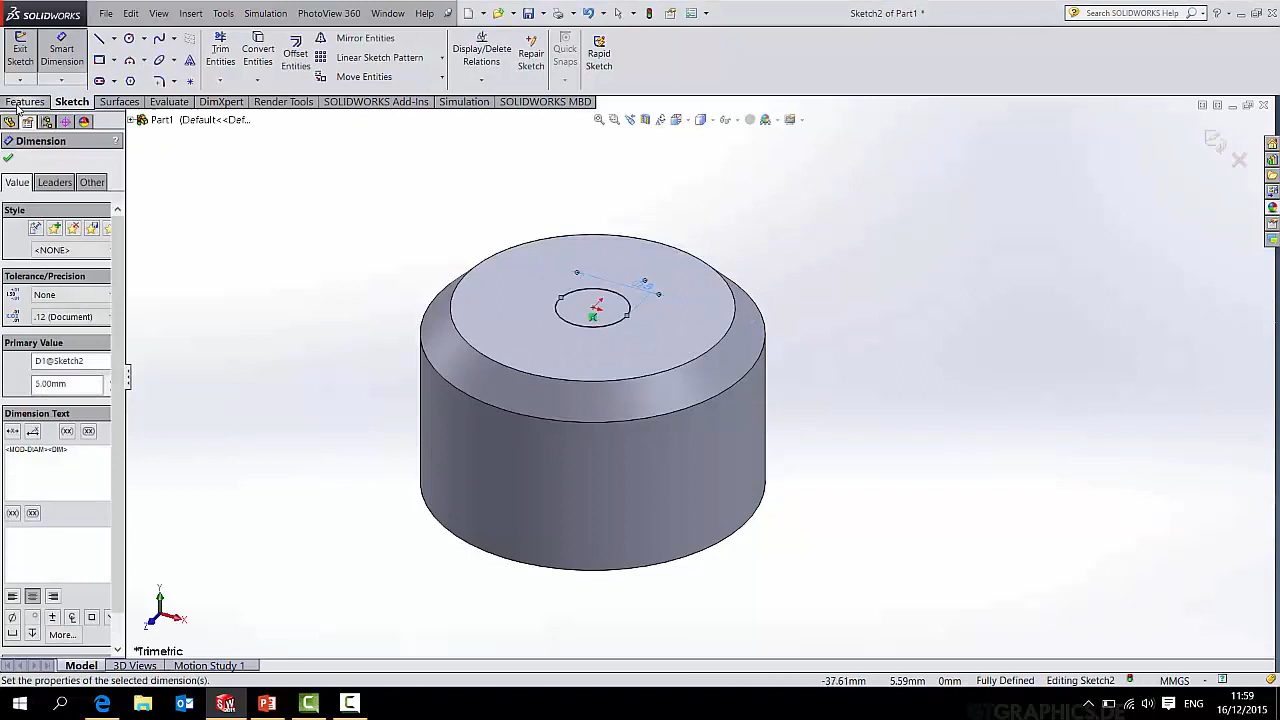 SOLIDWORKS File Edit View Insert Tools Simulation PhotoView 360 Window Help Sketch2 of Part1 * Search SOLIDWORKS Help
Exit Sketch
Smart Dimension
Trim Entities
Convert Entities
Offset Entities
Mirror Entities
Linear Sketch Pattern
Move Entities
Display/Delete Relations
Repair Sketch
Quick Snaps
Rapid Sketch
Features Sketch Surfaces Evaluate DimXpert Render Tools SOLIDWORKS Add-Ins Simulation SOLIDWORKS MBD
Part1 (Default<<Def...
Dimension ?
Value Leaders Other
Style
<NONE>
Tolerance/Precision
None
.12 (Document)
Primary Value
D1@Sketch2
5.00mm
Dimension Text
<MOD-DIAM><DIM>
More...
Y
X
Z
*Trimetric
Model 3D Views Motion Study 1
Set the properties of the selected dimension(s). -37.61mm 5.59mm 0mm Fully Defined Editing Sketch2 MMGS
ENG
11:59
16/12/2015